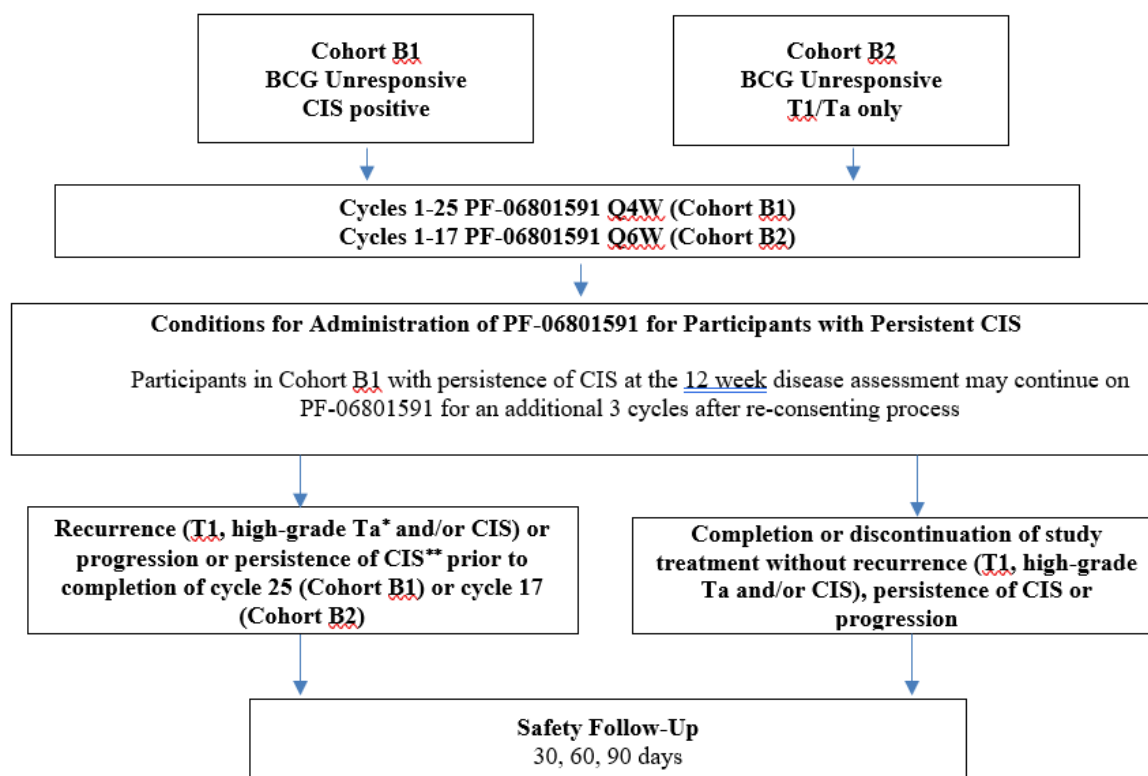 Cohort B1
BCG Unresponsive
CIS positive
Cohort B2
BCG Unresponsive
T1/Ta only
Cycles 1-25 PF-06801591 Q4W (Cohort B1)
Cycles 1-17 PF-06801591 Q6W (Cohort B2)
Conditions for Administration of PF-06801591 for Participants with Persistent CIS
Participants in Cohort B1 with persistence of CIS at the 12 week disease assessment may continue on
PF-06801591 for an additional 3 cycles after re-consenting process
Recurrence (T1, high-grade Ta* and/or CIS) or
progression or persistence of CIS** prior to
completion of cycle 25 (Cohort B1) or cycle 17
(Cohort B2)
Completion or discontinuation of study
treatment without recurrence (T1, high-grade
Ta and/or CIS), persistence of CIS or
progression
Safety Follow-Up
30, 60, 90 days